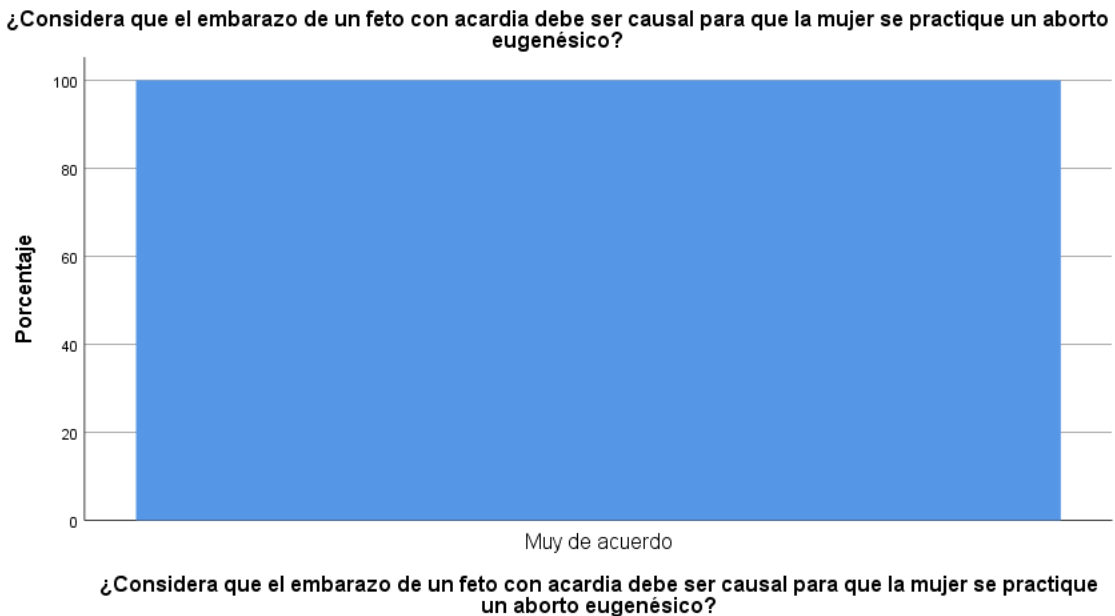 ¿Considera que el embarazo de un feto con acardia debe ser causal para que la mujer se practique un aborto
eugenésico?
100
80
60
40
20
0
Porcentaje
Muy de acuerdo
¿Considera que el embarazo de un feto con acardia debe ser causal para que la mujer se practique
un aborto eugenésico?